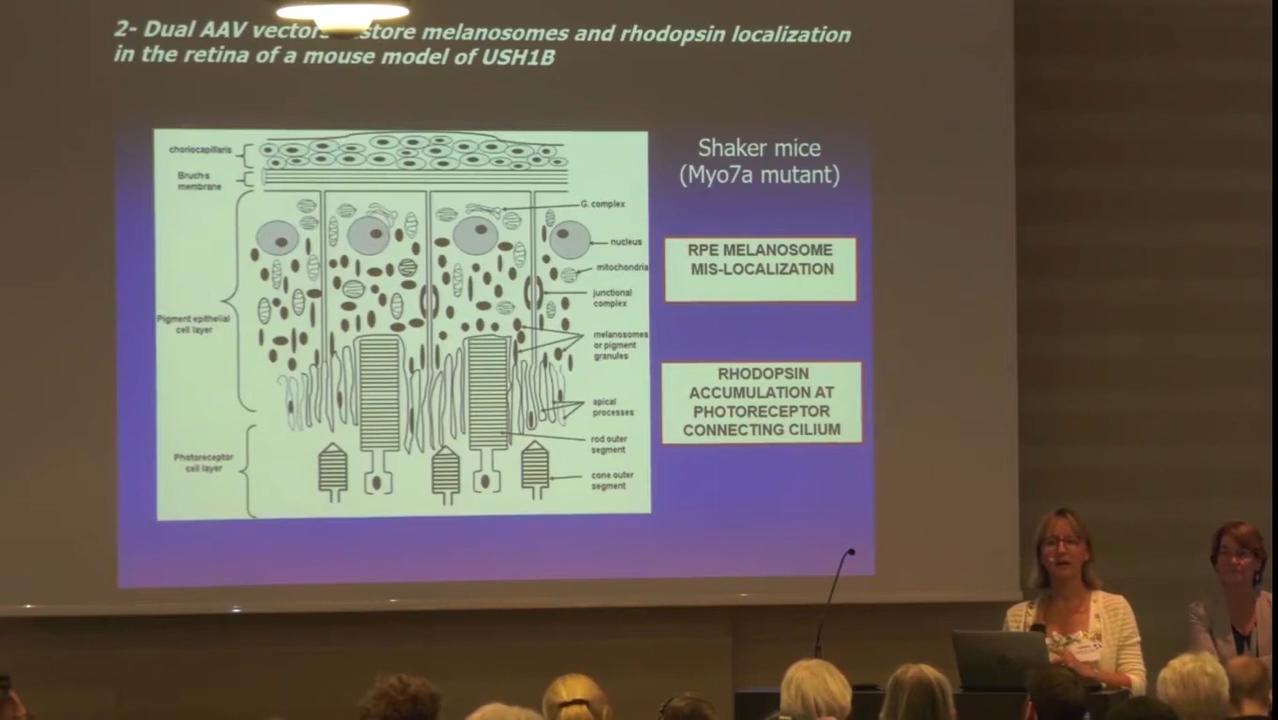 2- Dual AAV vectors store melanosomes and rhodopsin localization
in the retina of a mouse model of USH1B
Shaker mice
(Myo7a mutant)
choriocapillaris
Bruch's
membrane
G. complex
nucleus
mitochondria
junctional
complex
Pigment epithelial
cell layer
melanosomes
or pigment
granules
apical
processes
rod outer
segment
Photoreceptor
cell layer
cone outer
segment
RPE MELANOSOME
MIS-LOCALIZATION
RHODOPSIN
ACCUMULATION AT
PHOTORECEPTOR
CONNECTING CILIUM